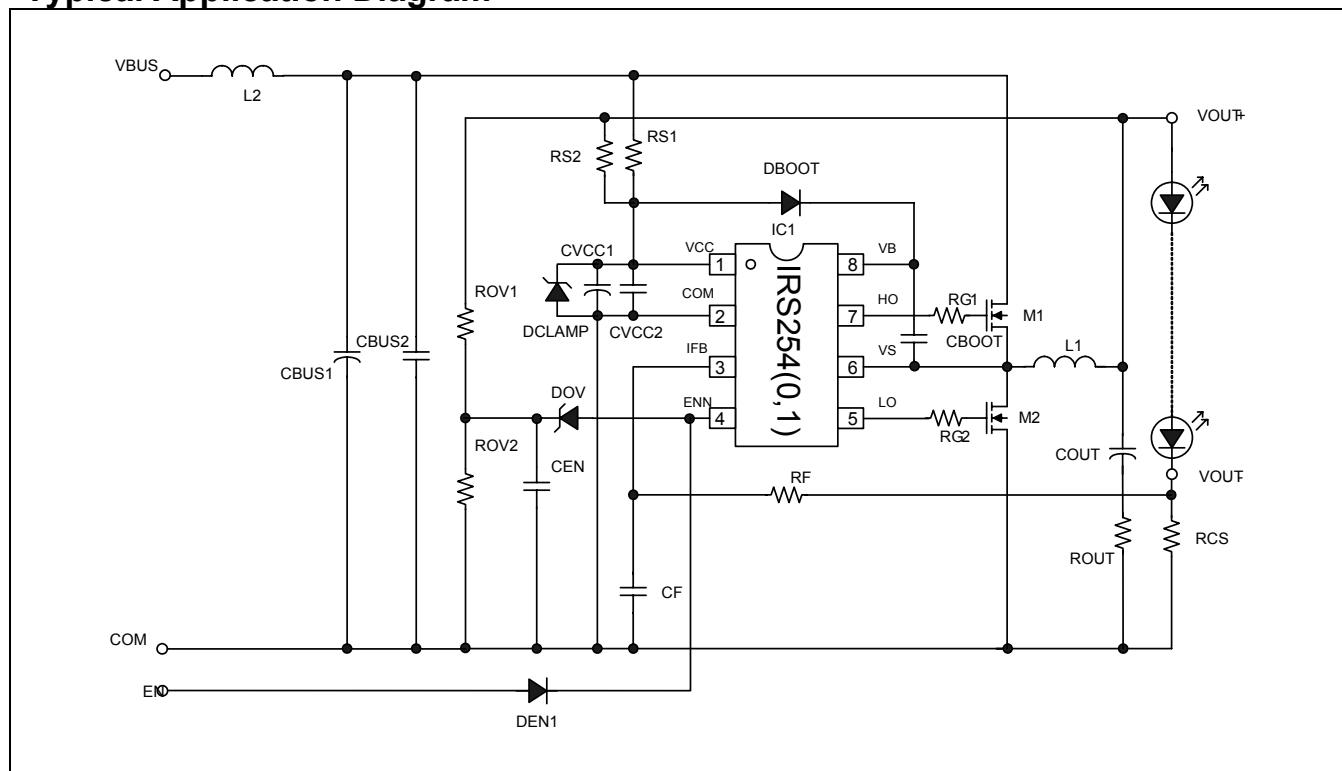 Typical Application Diagram
VBUS
L2
RS1
RS2
VOUT+
DBOOT
IC1
CVCC1
VCC
1
8
VB
ROV1
COM
2
7
HO
RG1
M1
DCLAMP
CVCC2
CBOOT
CBUS2
CBUS1
IFB
3
6
VS
L1
DOV
ENN
4
5
LO
M2
IRS254(0,1)
RG2
ROV2
CEN
COUT
RF
VOUT-
ROUT
RCS
CF
COM
EN
DEN1